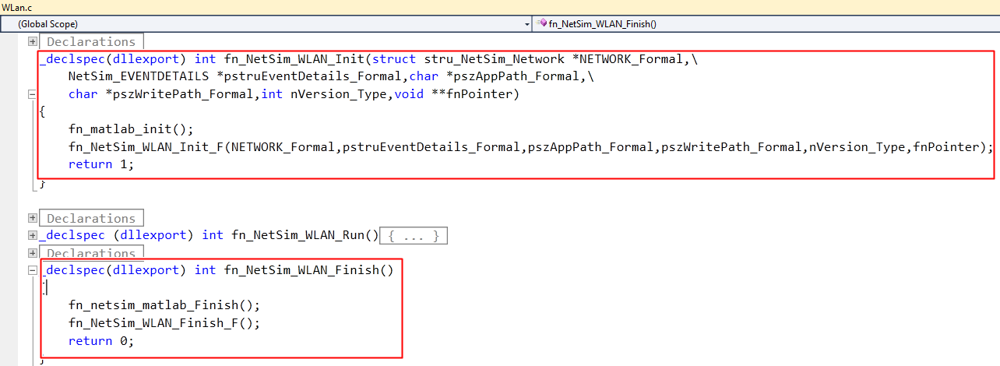 WLan.c
(Global Scope) fn_NetSim_WLAN_Finish()
Declarations
_declspec(dllexport) int fn_NetSim_WLAN_Init(struct stru_NetSim_Network *NETWORK_Formal,\
NetSim_EVENTDETAILS *pstruEventDetails_Formal,char *pszAppPath_Formal,\
char *pszWritePath_Formal,int nVersion_Type,void **fnPointer)
{
fn_matlab_init();
fn_NetSim_WLAN_Init_F(NETWORK_Formal,pstruEventDetails_Formal,pszAppPath_Formal,pszWritePath_Formal,nVersion_Type,fnPointer);
return 1;
}
Declarations
_declspec (dllexport) int fn_NetSim_WLAN_Run() { ... }
Declarations
_declspec(dllexport) int fn_NetSim_WLAN_Finish()
{
fn_netsim_matlab_Finish();
fn_NetSim_WLAN_Finish_F();
return 0;
}